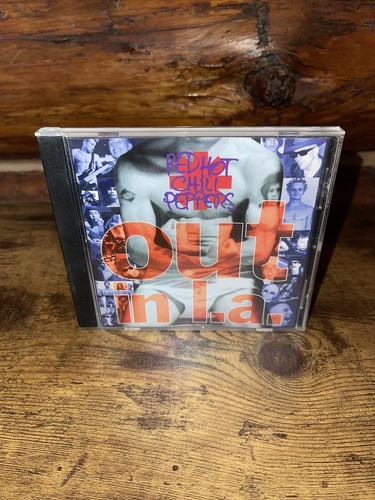 RED HOT
CHILI
PEPPERS
out
in l.a.